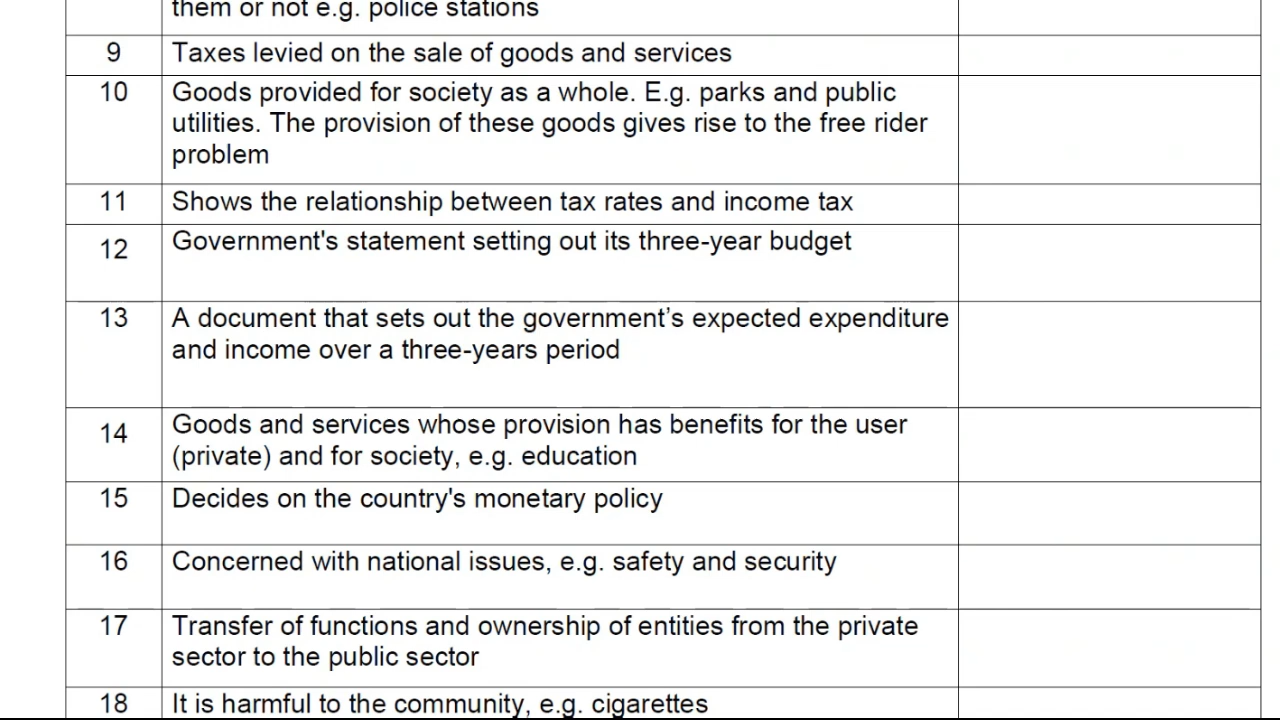 them or not e.g. police stations
9 Taxes levied on the sale of goods and services
10 Goods provided for society as a whole. E.g. parks and public
utilities. The provision of these goods gives rise to the free rider
problem
11 Shows the relationship between tax rates and income tax
12 Government's statement setting out its three-year budget
13 A document that sets out the government’s expected expenditure
and income over a three-years period
14 Goods and services whose provision has benefits for the user
(private) and for society, e.g. education
15 Decides on the country's monetary policy
16 Concerned with national issues, e.g. safety and security
17 Transfer of functions and ownership of entities from the private
sector to the public sector
18 It is harmful to the community, e.g. cigarettes